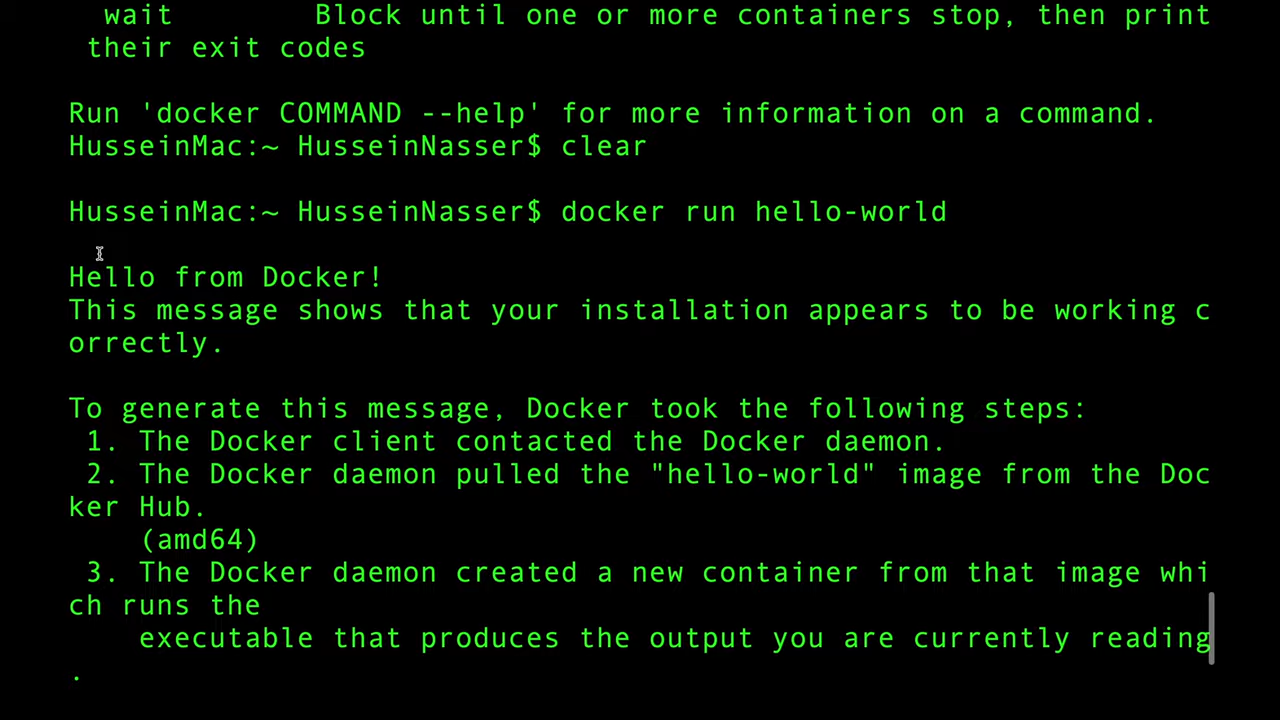 wait        Block until one or more containers stop, then print
their exit codes
Run 'docker COMMAND --help' for more information on a command.
HusseinMac:~ HusseinNasser$ clear
HusseinMac:~ HusseinNasser$ docker run hello-world
Hello from Docker!
This message shows that your installation appears to be working c
orrectly.
To generate this message, Docker took the following steps:
1. The Docker client contacted the Docker daemon.
2. The Docker daemon pulled the "hello-world" image from the Doc
ker Hub.
(amd64)
3. The Docker daemon created a new container from that image whi
ch runs the
executable that produces the output you are currently reading
.